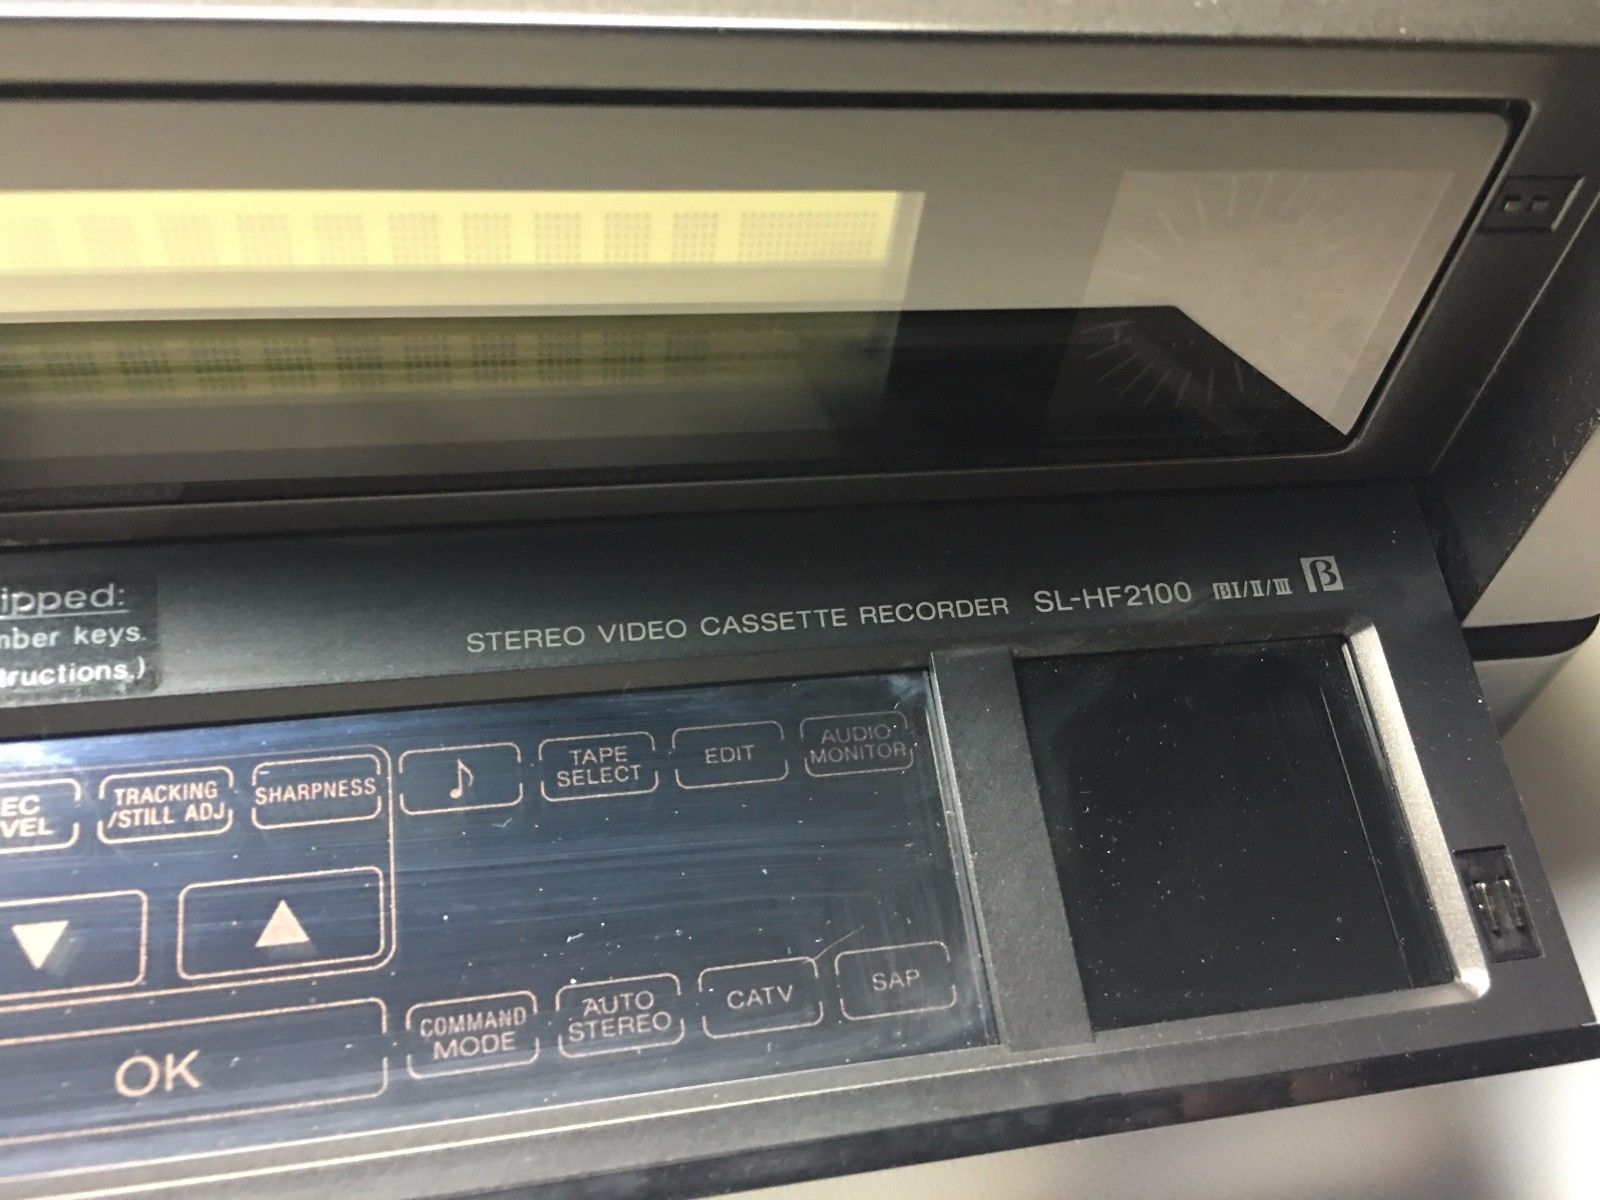 ipped:
nber keys.
tructions.)
STEREO VIDEO CASSETTE RECORDER SL-HF2100 βI/II/III β
EC
VEL
TRACKING
/STILL ADJ
SHARPNESS
♪
TAPE
SELECT
EDIT
AUDIO
MONITOR
▼
▲
OK
COMMAND
MODE
AUTO
STEREO
CATV
SAP